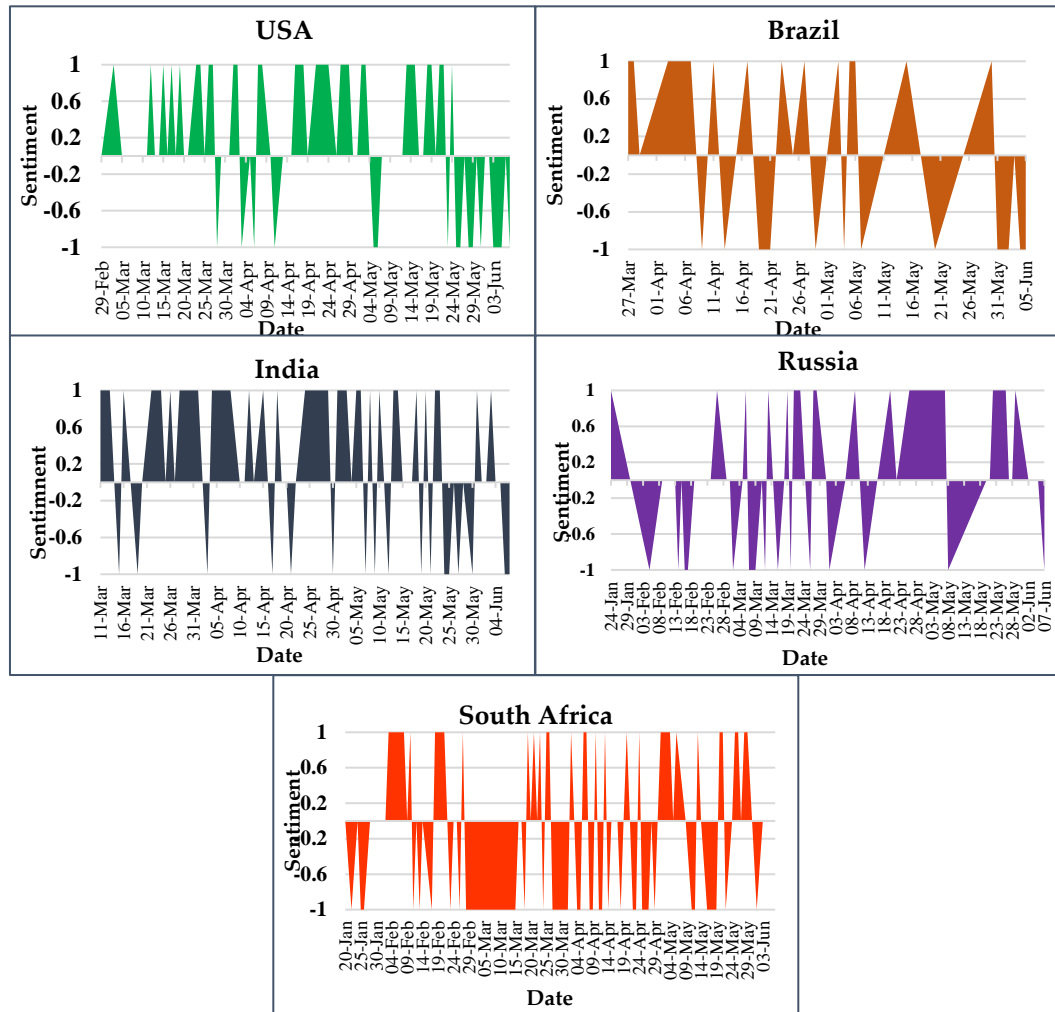 USA
Sentiment
1
0.6
0.2
-0.2
-0.6
-1
29-Feb
05-Mar
10-Mar
15-Mar
20-Mar
25-Mar
30-Mar
04-Apr
09-Apr
14-Apr
19-Apr
24-Apr
29-Apr
04-May
09-May
14-May
19-May
24-May
29-May
03-Jun
Date
Brazil
Sentiment
1
0.6
0.2
-0.2
-0.6
-1
27-Mar
01-Apr
06-Apr
11-Apr
16-Apr
21-Apr
26-Apr
01-May
06-May
11-May
16-May
21-May
26-May
31-May
05-Jun
Date
India
Sentimnent
1
0.6
0.2
-0.2
-0.6
-1
11-Mar
16-Mar
21-Mar
26-Mar
31-Mar
05-Apr
10-Apr
15-Apr
20-Apr
25-Apr
30-Apr
05-May
10-May
15-May
20-May
25-May
30-May
04-Jun
Date
Russia
Sentiment
1
0.6
0.2
-0.2
-0.6
-1
24-Jan
29-Jan
03-Feb
08-Feb
13-Feb
18-Feb
23-Feb
28-Feb
04-Mar
09-Mar
14-Mar
19-Mar
24-Mar
29-Mar
03-Apr
08-Apr
13-Apr
18-Apr
23-Apr
28-Apr
03-May
08-May
13-May
18-May
23-May
28-May
02-Jun
07-Jun
Date
South Africa
Sentiment
1
0.6
0.2
-0.2
-0.6
-1
20-Jan
25-Jan
30-Jan
04-Feb
09-Feb
14-Feb
19-Feb
24-Feb
29-Feb
05-Mar
10-Mar
15-Mar
20-Mar
25-Mar
30-Mar
04-Apr
09-Apr
14-Apr
19-Apr
24-Apr
29-Apr
04-May
09-May
14-May
19-May
24-May
29-May
03-Jun
Date